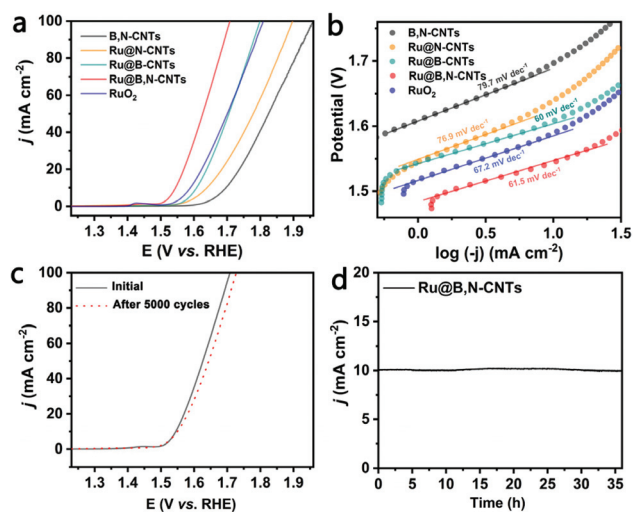 a
B,N-CNTs
Ru@N-CNTs
Ru@B-CNTs
Ru@B,N-CNTs
RuO2
j (mA cm-2)
100
80
60
40
20
0
1.3 1.4 1.5 1.6 1.7 1.8 1.9
E (V vs. RHE)
b
B,N-CNTs
Ru@N-CNTs
Ru@B-CNTs
Ru@B,N-CNTs
RuO2
79.7 mV dec-1
76.9 mV dec-1
60 mV dec-1
67.2 mV dec-1
61.5 mV dec-1
Potential (V)
1.7
1.6
1.5
0.0 0.5 1.0 1.5
log (-j) (mA cm-2)
c
Initial
After 5000 cycles
j (mA cm-2)
100
80
60
40
20
0
1.3 1.4 1.5 1.6 1.7 1.8 1.9
E (V vs. RHE)
d
Ru@B,N-CNTs
j (mA cm-2)
20
15
10
5
0
0 5 10 15 20 25 30 35
Time (h)